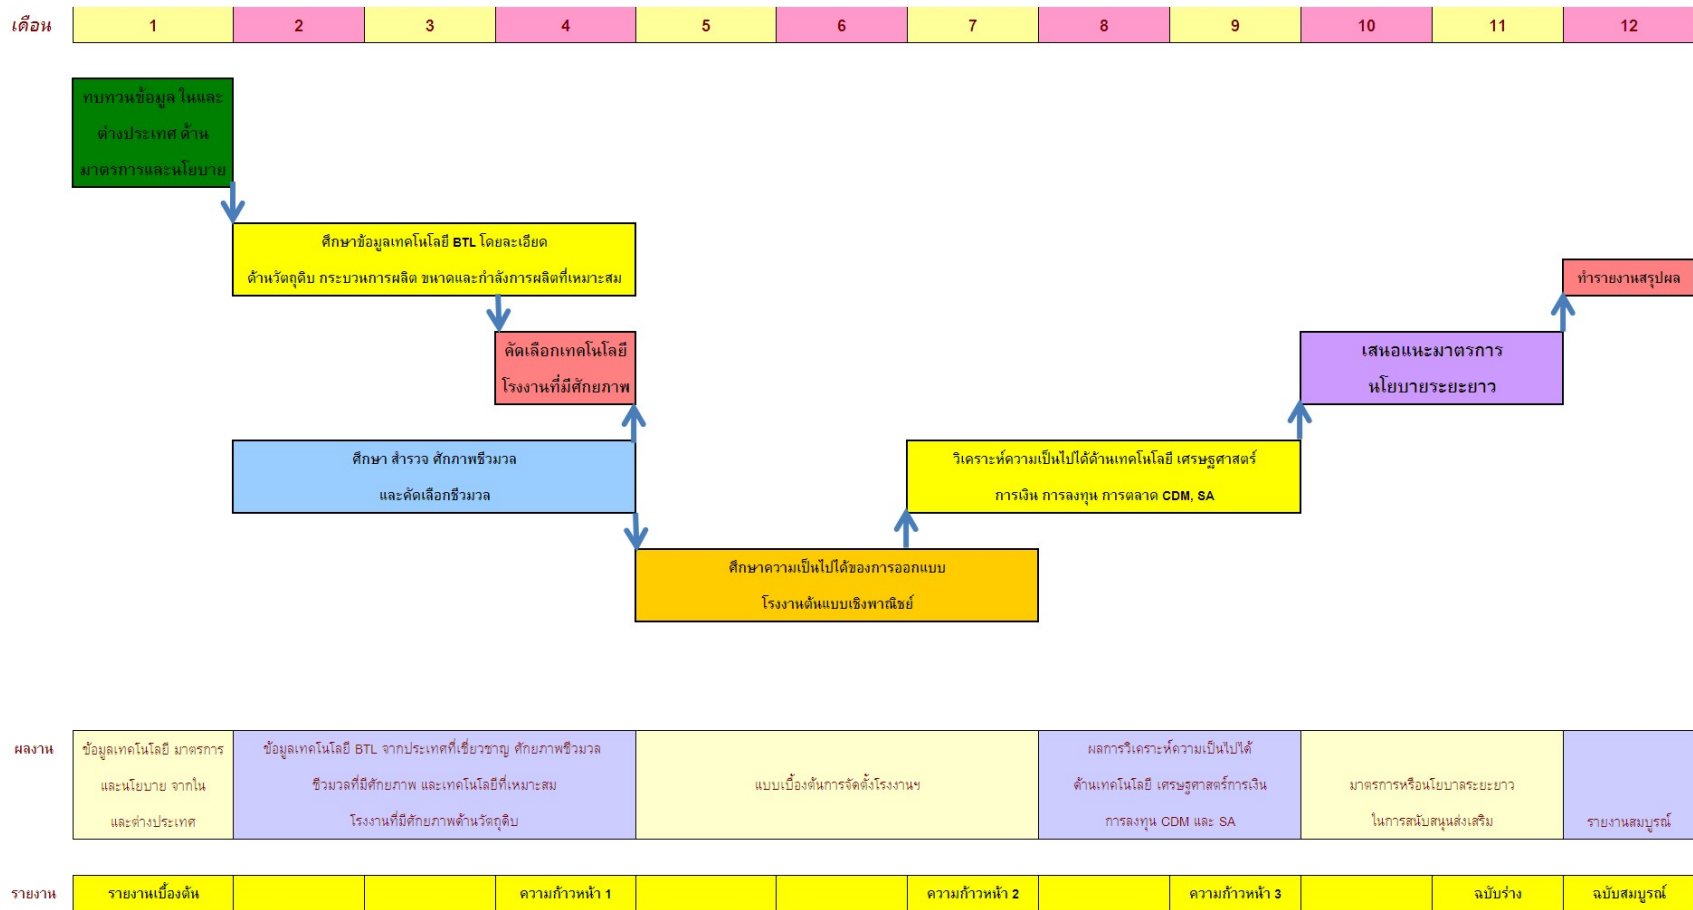 เดือน 1 2 3 4 5 6 7 8 9 10 11 12
ทบทวนข้อมูล ในและ
ต่างประเทศ ด้าน
มาตรการและนโยบาย
ศึกษาข้อมูลเทคโนโลยี BTL โดยละเอียด
ด้านวัตถุดิบ กระบวนการผลิต ขนาดและกำลังการผลิตที่เหมาะสม
ทำรายงานสรุปผล
คัดเลือกเทคโนโลยี
โรงงานที่มีศักยภาพ
เสนอแนะมาตรการ
นโยบายระยะยาว
ศึกษา สำรวจ ศักภาพชีวมวล
และคัดเลือกชีวมวล
วิเคราะห์ความเป็นไปได้ด้านเทคโนโลยี เศรษฐศาสตร์
การเงิน การลงทุน การตลาด CDM, SA
ศึกษาความเป็นไปได้ของการออกแบบ
โรงงานต้นแบบเชิงพาณิชย์
ผลงาน
ข้อมูลเทคโนโลยี มาตรการ
และนโยบาย จากใน
และต่างประเทศ
ข้อมูลเทคโนโลยี BTL จากประเทศที่เชี่ยวชาญ ศักยภาพชีวมวล
ชีวมวลที่มีศักยภาพ และเทคโนโลยีที่เหมาะสม
โรงงานที่มีศักยภาพด้านวัตถุดิบ
แบบเบื้องต้นการจัดตั้งโรงงานฯ
ผลการวิเคราะห์ความเป็นไปได้
ด้านเทคโนโลยี เศรษฐศาสตร์การเงิน
การลงทุน CDM และ SA
มาตรการหรือนโยบาลระยะยาว
ในการสนับสนุนส่งเสริม
รายงานสมบูรณ์
รายงาน รายงานเบื้องต้น ความก้าวหน้า 1 ความก้าวหน้า 2 ความก้าวหน้า 3 ฉบับร่าง ฉบับสมบูรณ์